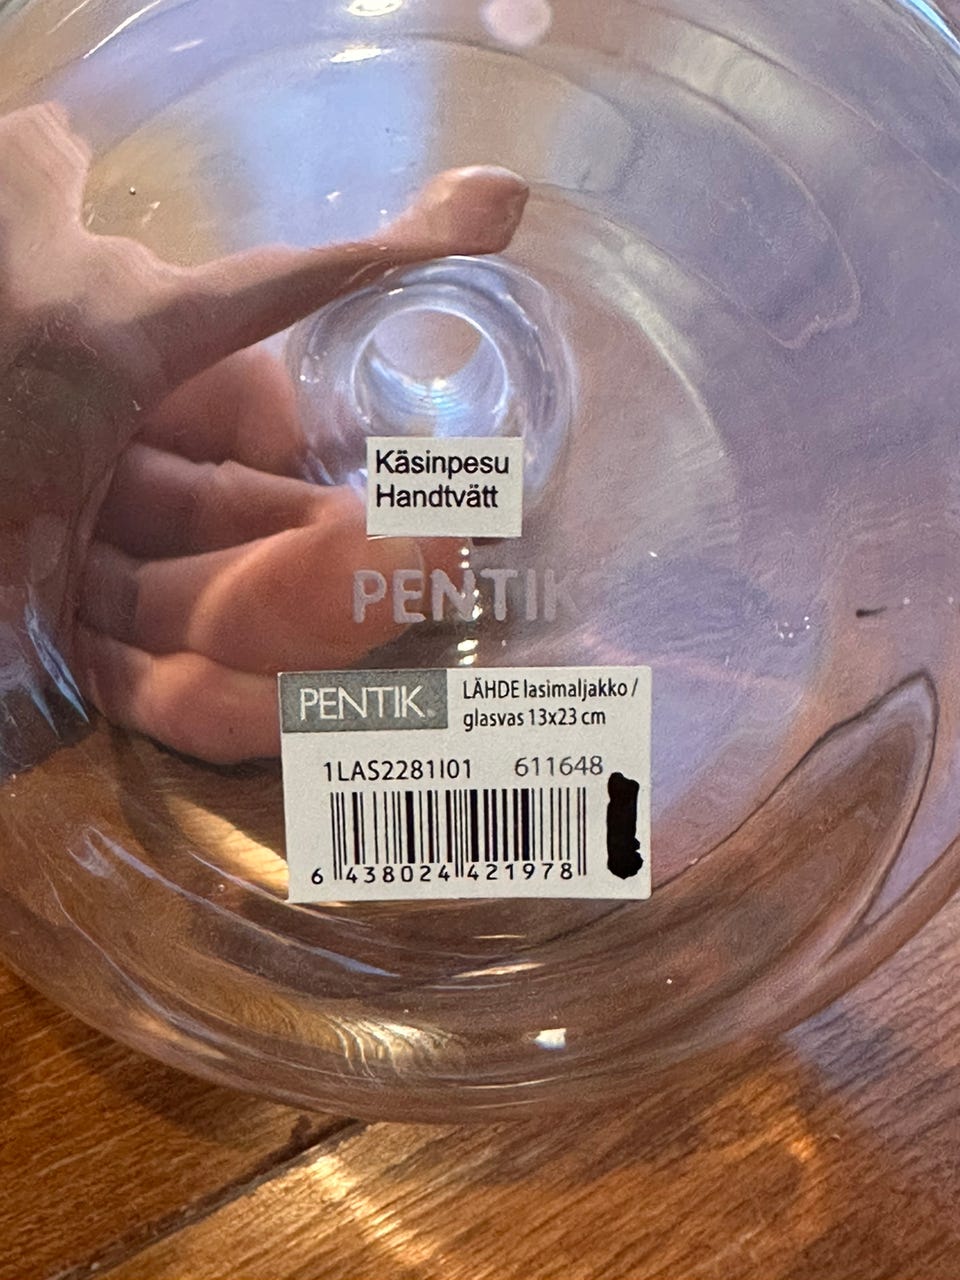 Käsinpesu
Handtvätt
PENTIK
PENTIK®
LÄHDE lasimaljakko /
glasvas 13x23 cm
1LAS2281I01 611648
6 438024 421978